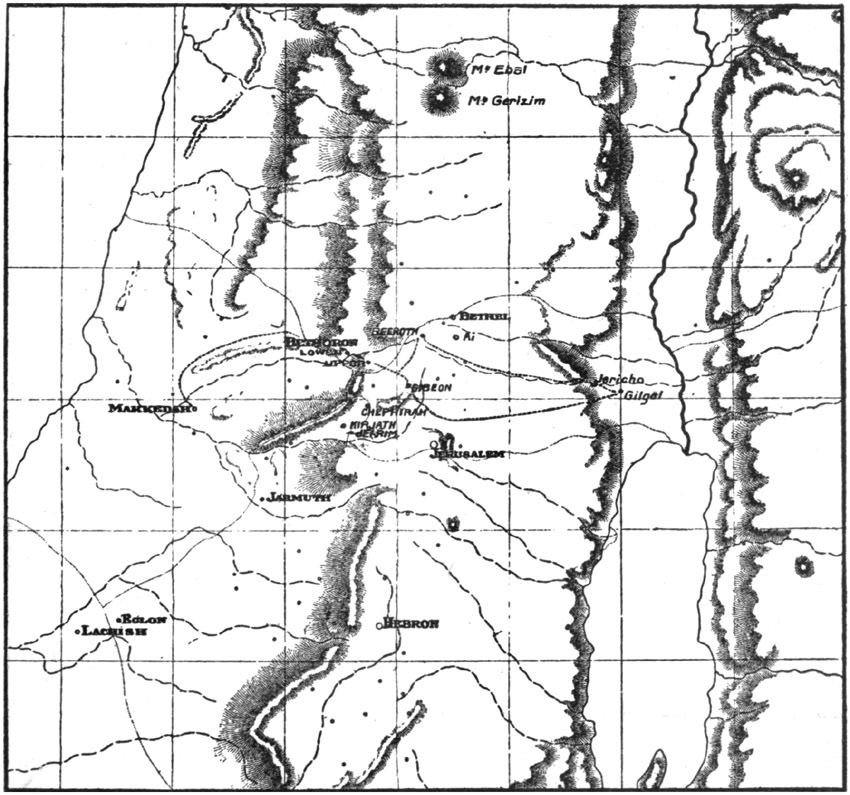 Mt Ebal
Mt Gerizim
BETHEL
BEEROTH
Ai
BETHORON
LOWER
UPPER
Jericho
Gilgal
GIBEON
MAKKEDAH
CHEPHIRAH
KIRJATH
JEARIM
JERUSALEM
JARMUTH
EGLON
LACHISH
HEBRON